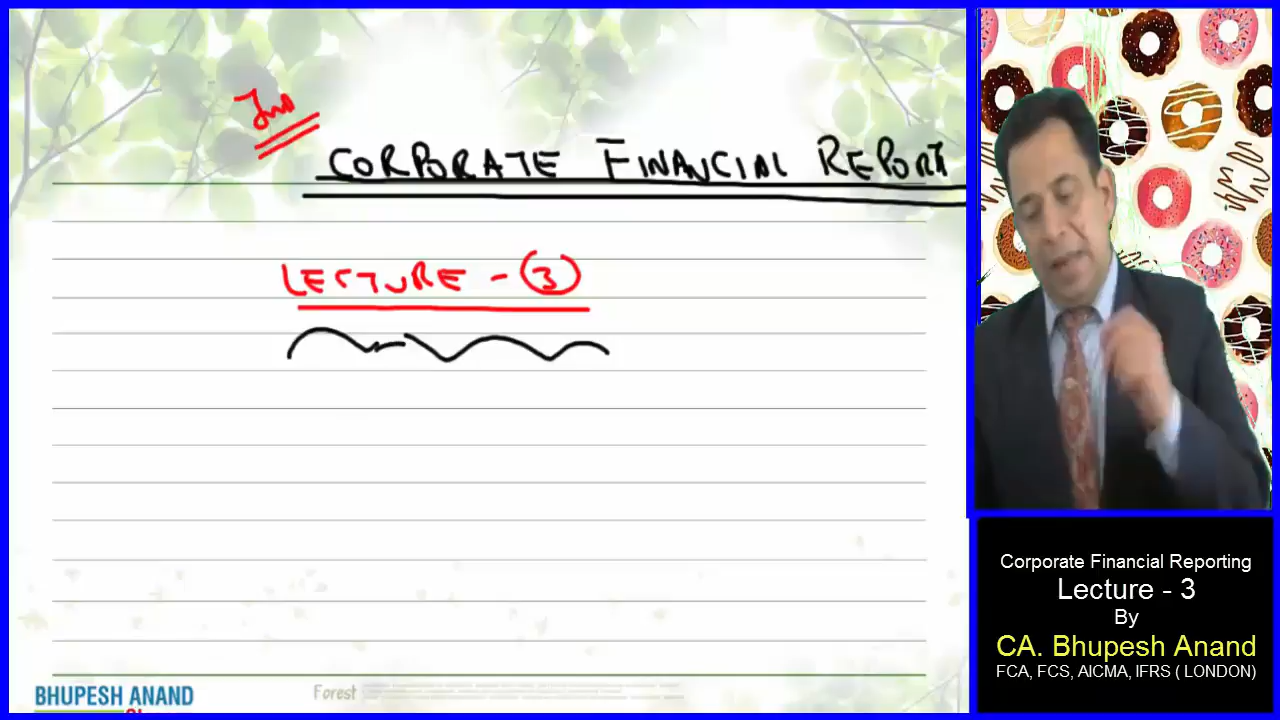 CORPORATE FINANCIAL REPORT
LECTURE - (3)
Corporate Financial Reporting
Lecture - 3
By
CA. Bhupesh Anand
FCA, FCS, AICMA, IFRS ( LONDON)
BHUPESH ANAND
Forest